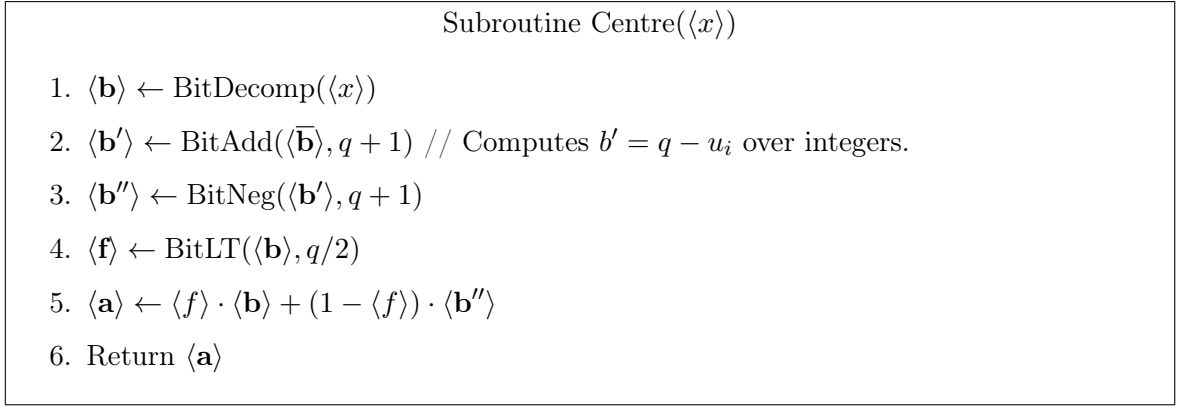 Subroutine Centre(⟨x⟩)
1. ⟨b⟩ ← BitDecomp(⟨x⟩)
2. ⟨b′⟩ ← BitAdd(⟨b̅⟩, q + 1) // Computes b′ = q − u_i over integers.
3. ⟨b′′⟩ ← BitNeg(⟨b′⟩, q + 1)
4. ⟨f⟩ ← BitLT(⟨b⟩, q/2)
5. ⟨a⟩ ← ⟨f⟩ · ⟨b⟩ + (1 − ⟨f⟩) · ⟨b′′⟩
6. Return ⟨a⟩